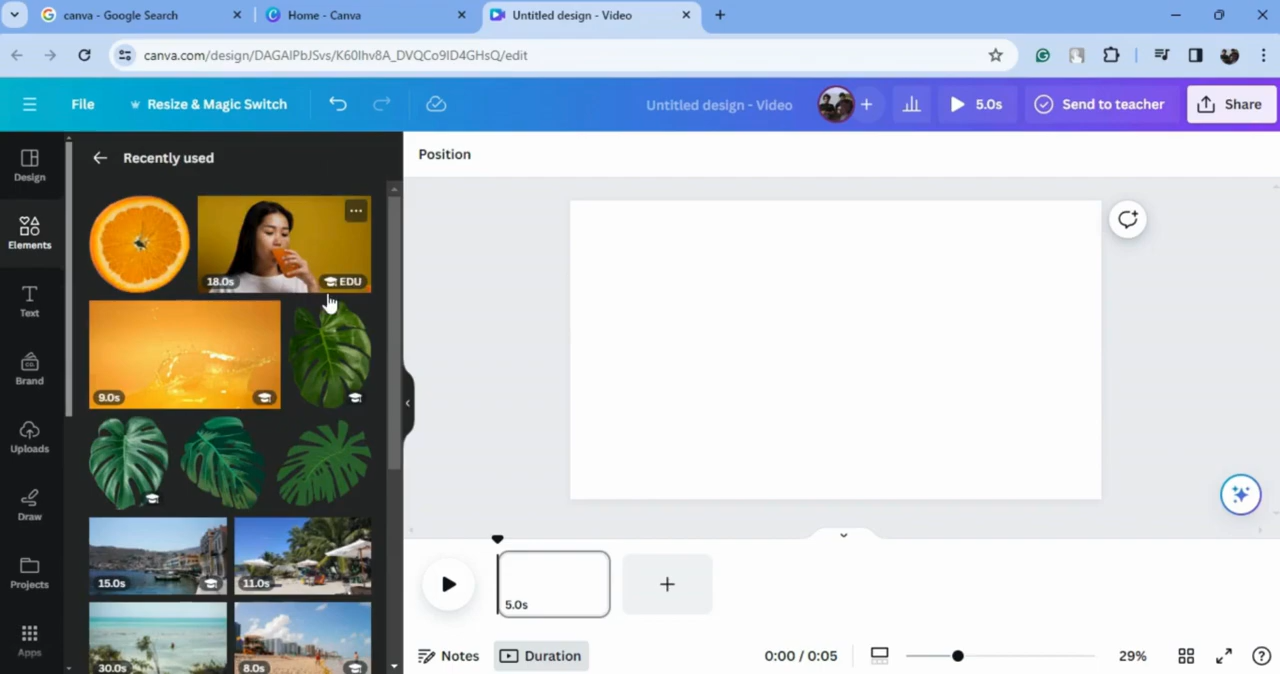 canva - Google Search
Home - Canva
Untitled design - Video
canva.com/design/DAGAlPbJSvs/K60Ihv8A_DVQCo9ID4GHsQ/edit
File
Resize & Magic Switch
Untitled design - Video
5.0s
Send to teacher
Share
Design
Elements
Text
Brand
Uploads
Draw
Projects
Apps
Recently used
18.0s
EDU
9.0s
15.0s
11.0s
30.0s
8.0s
Position
5.0s
Notes
Duration
0:00 / 0:05
29%